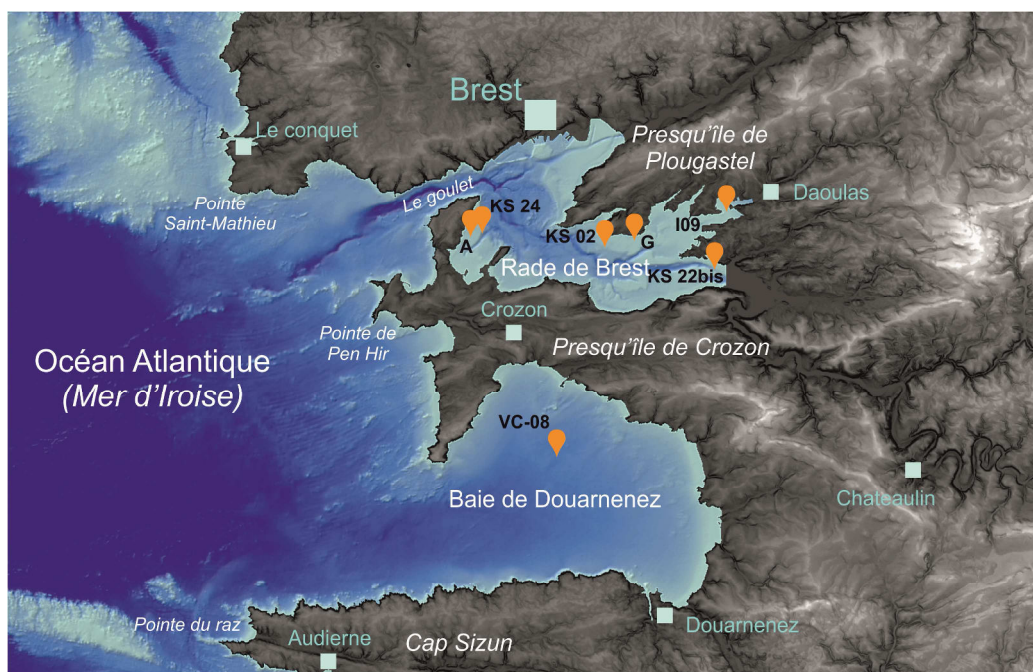 Brest
Le conquet
Presqu'île de
Plougastel
Daoulas
Pointe
Saint-Mathieu
Le goulet
KS 24
A
KS 02
G
I09
Rade de Brest
KS 22bis
Crozon
Pointe de
Pen Hir
Presqu'île de Crozon
Océan Atlantique
(Mer d'Iroise)
VC-08
Baie de Douarnenez
Chateaulin
Pointe du raz
Audierne
Cap Sizun
Douarnenez